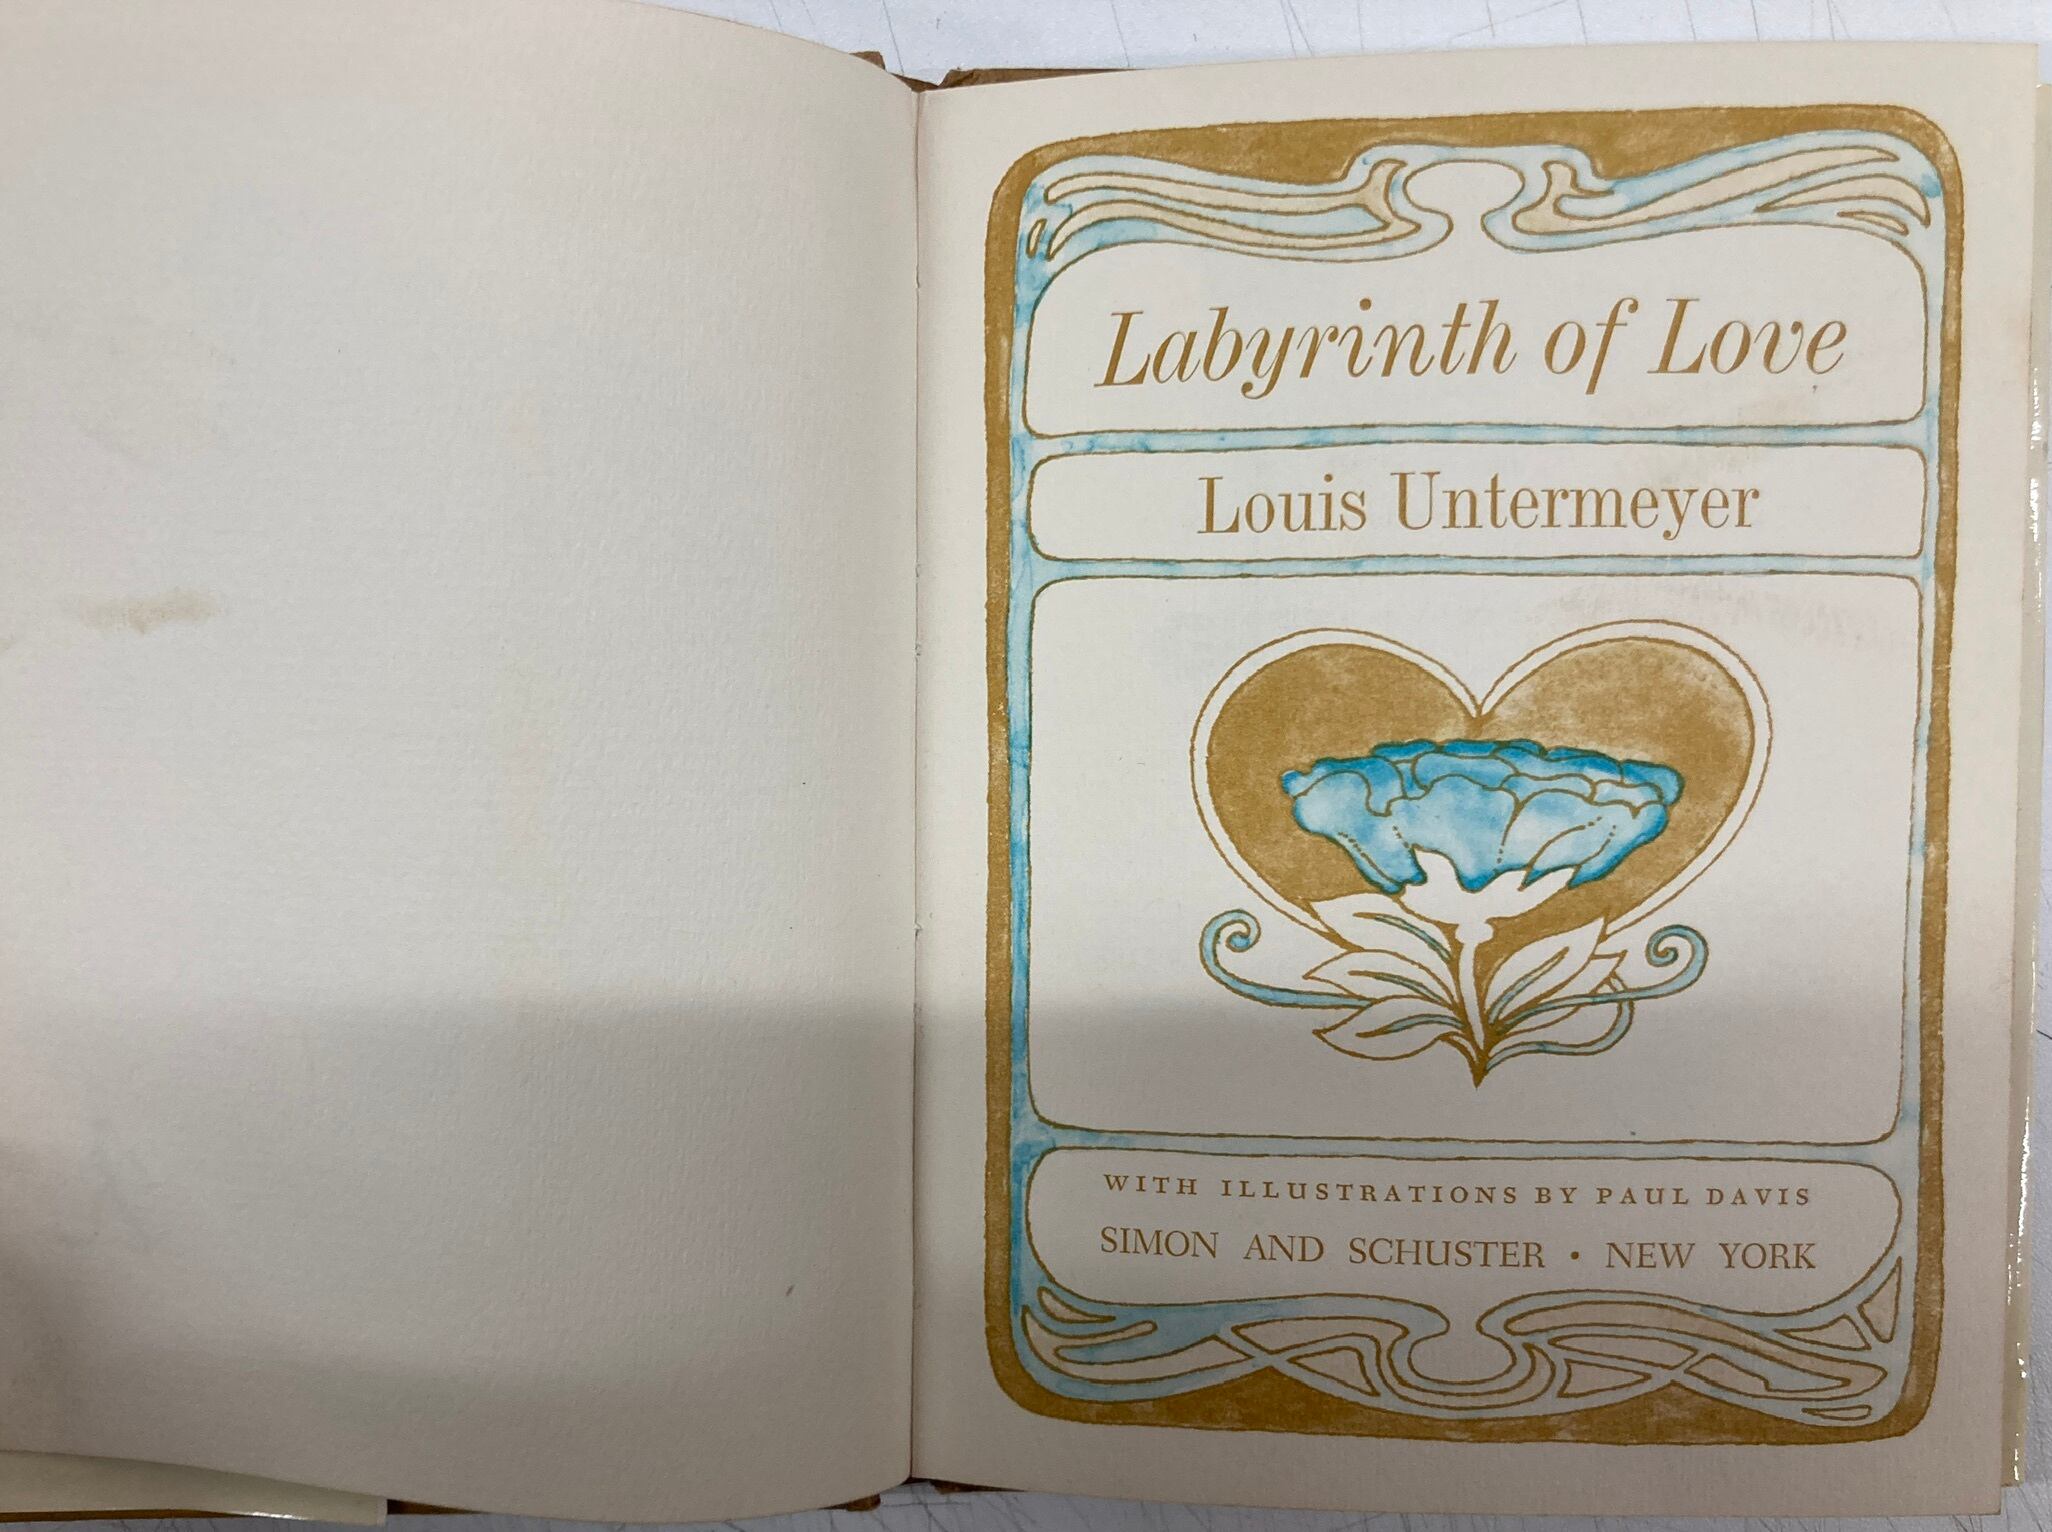 Labyrinth of Love
Louis Untermeyer
WITH ILLUSTRATIONS BY PAUL DAVIS
SIMON AND SCHUSTER • NEW YORK